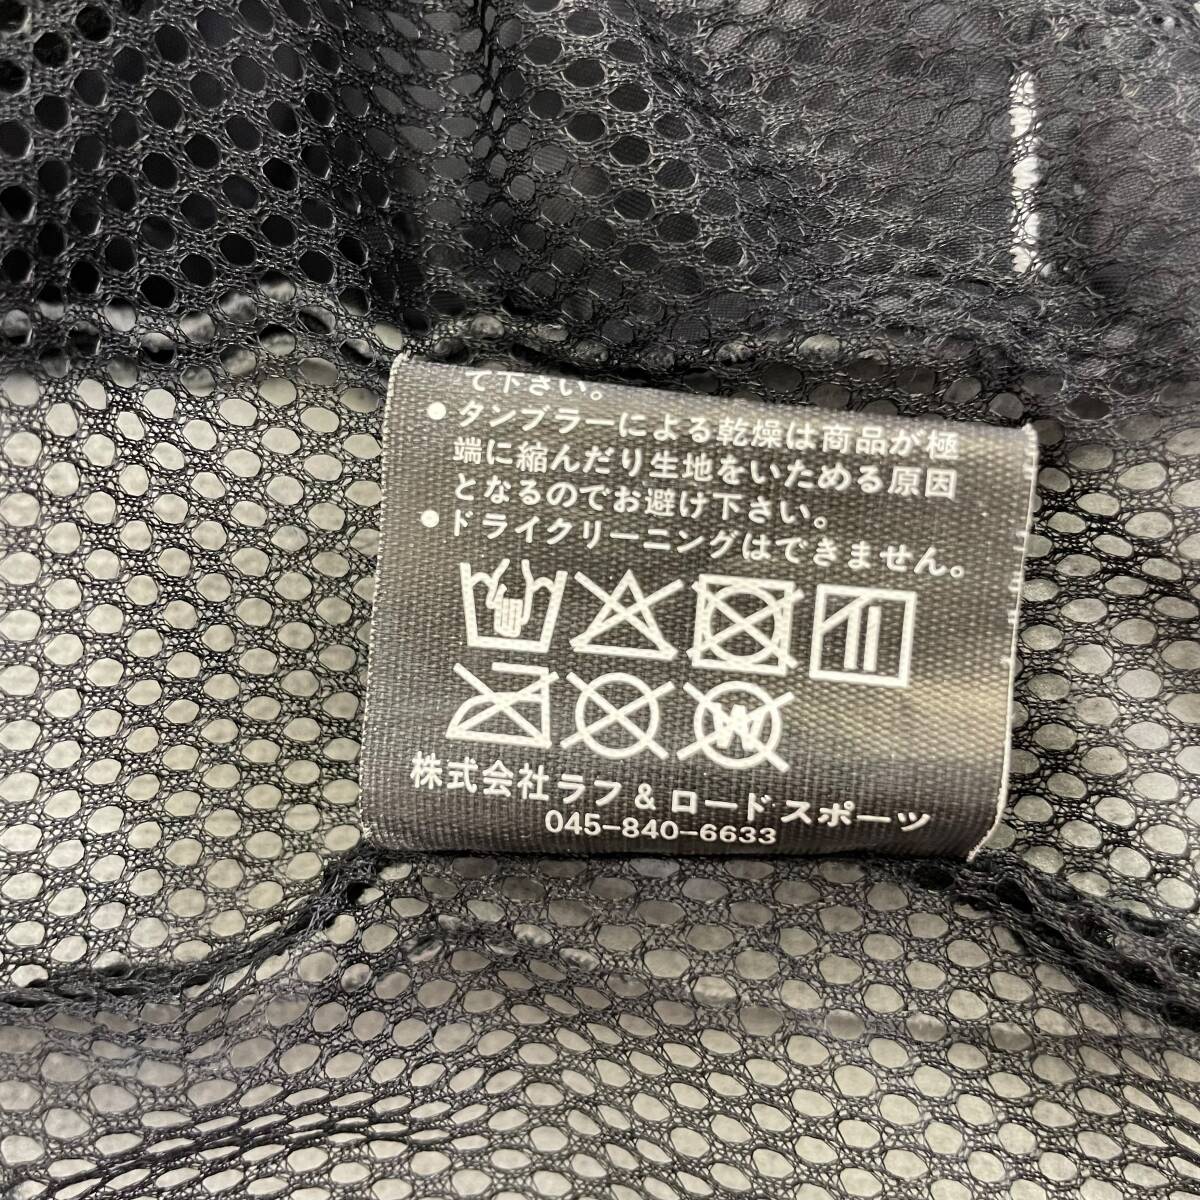 て下さい。
●タンブラーによる乾燥は商品が極
端に縮んだり生地をいためる原因
となるのでお避け下さい。
●ドライクリーニングはできません。
W
株式会社ラフ&ロードスポーツ
045-840-6633